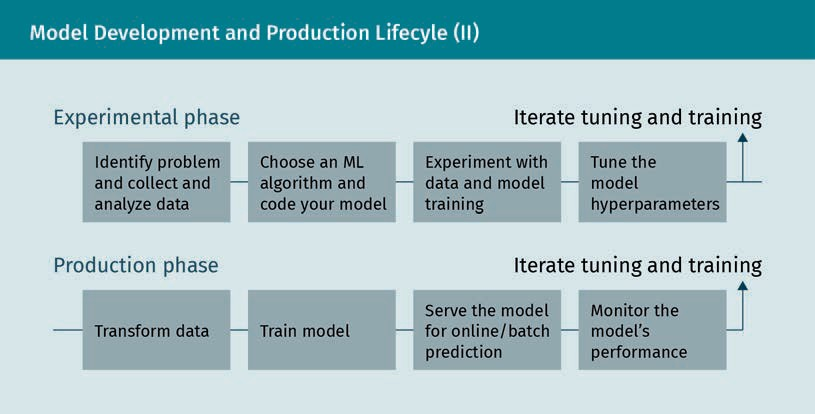 Model Development and Production Lifecyle (II)
Experimental phase
Iterate tuning and training
Identify problem
and collect and
analyze data
Choose an ML
algorithm and
code your model
Experiment with
data and model
training
Tune the
model
hyperparameters
Production phase
Iterate tuning and training
Transform data
Train model
Serve the model
for online/batch
prediction
Monitor the
model's
performance